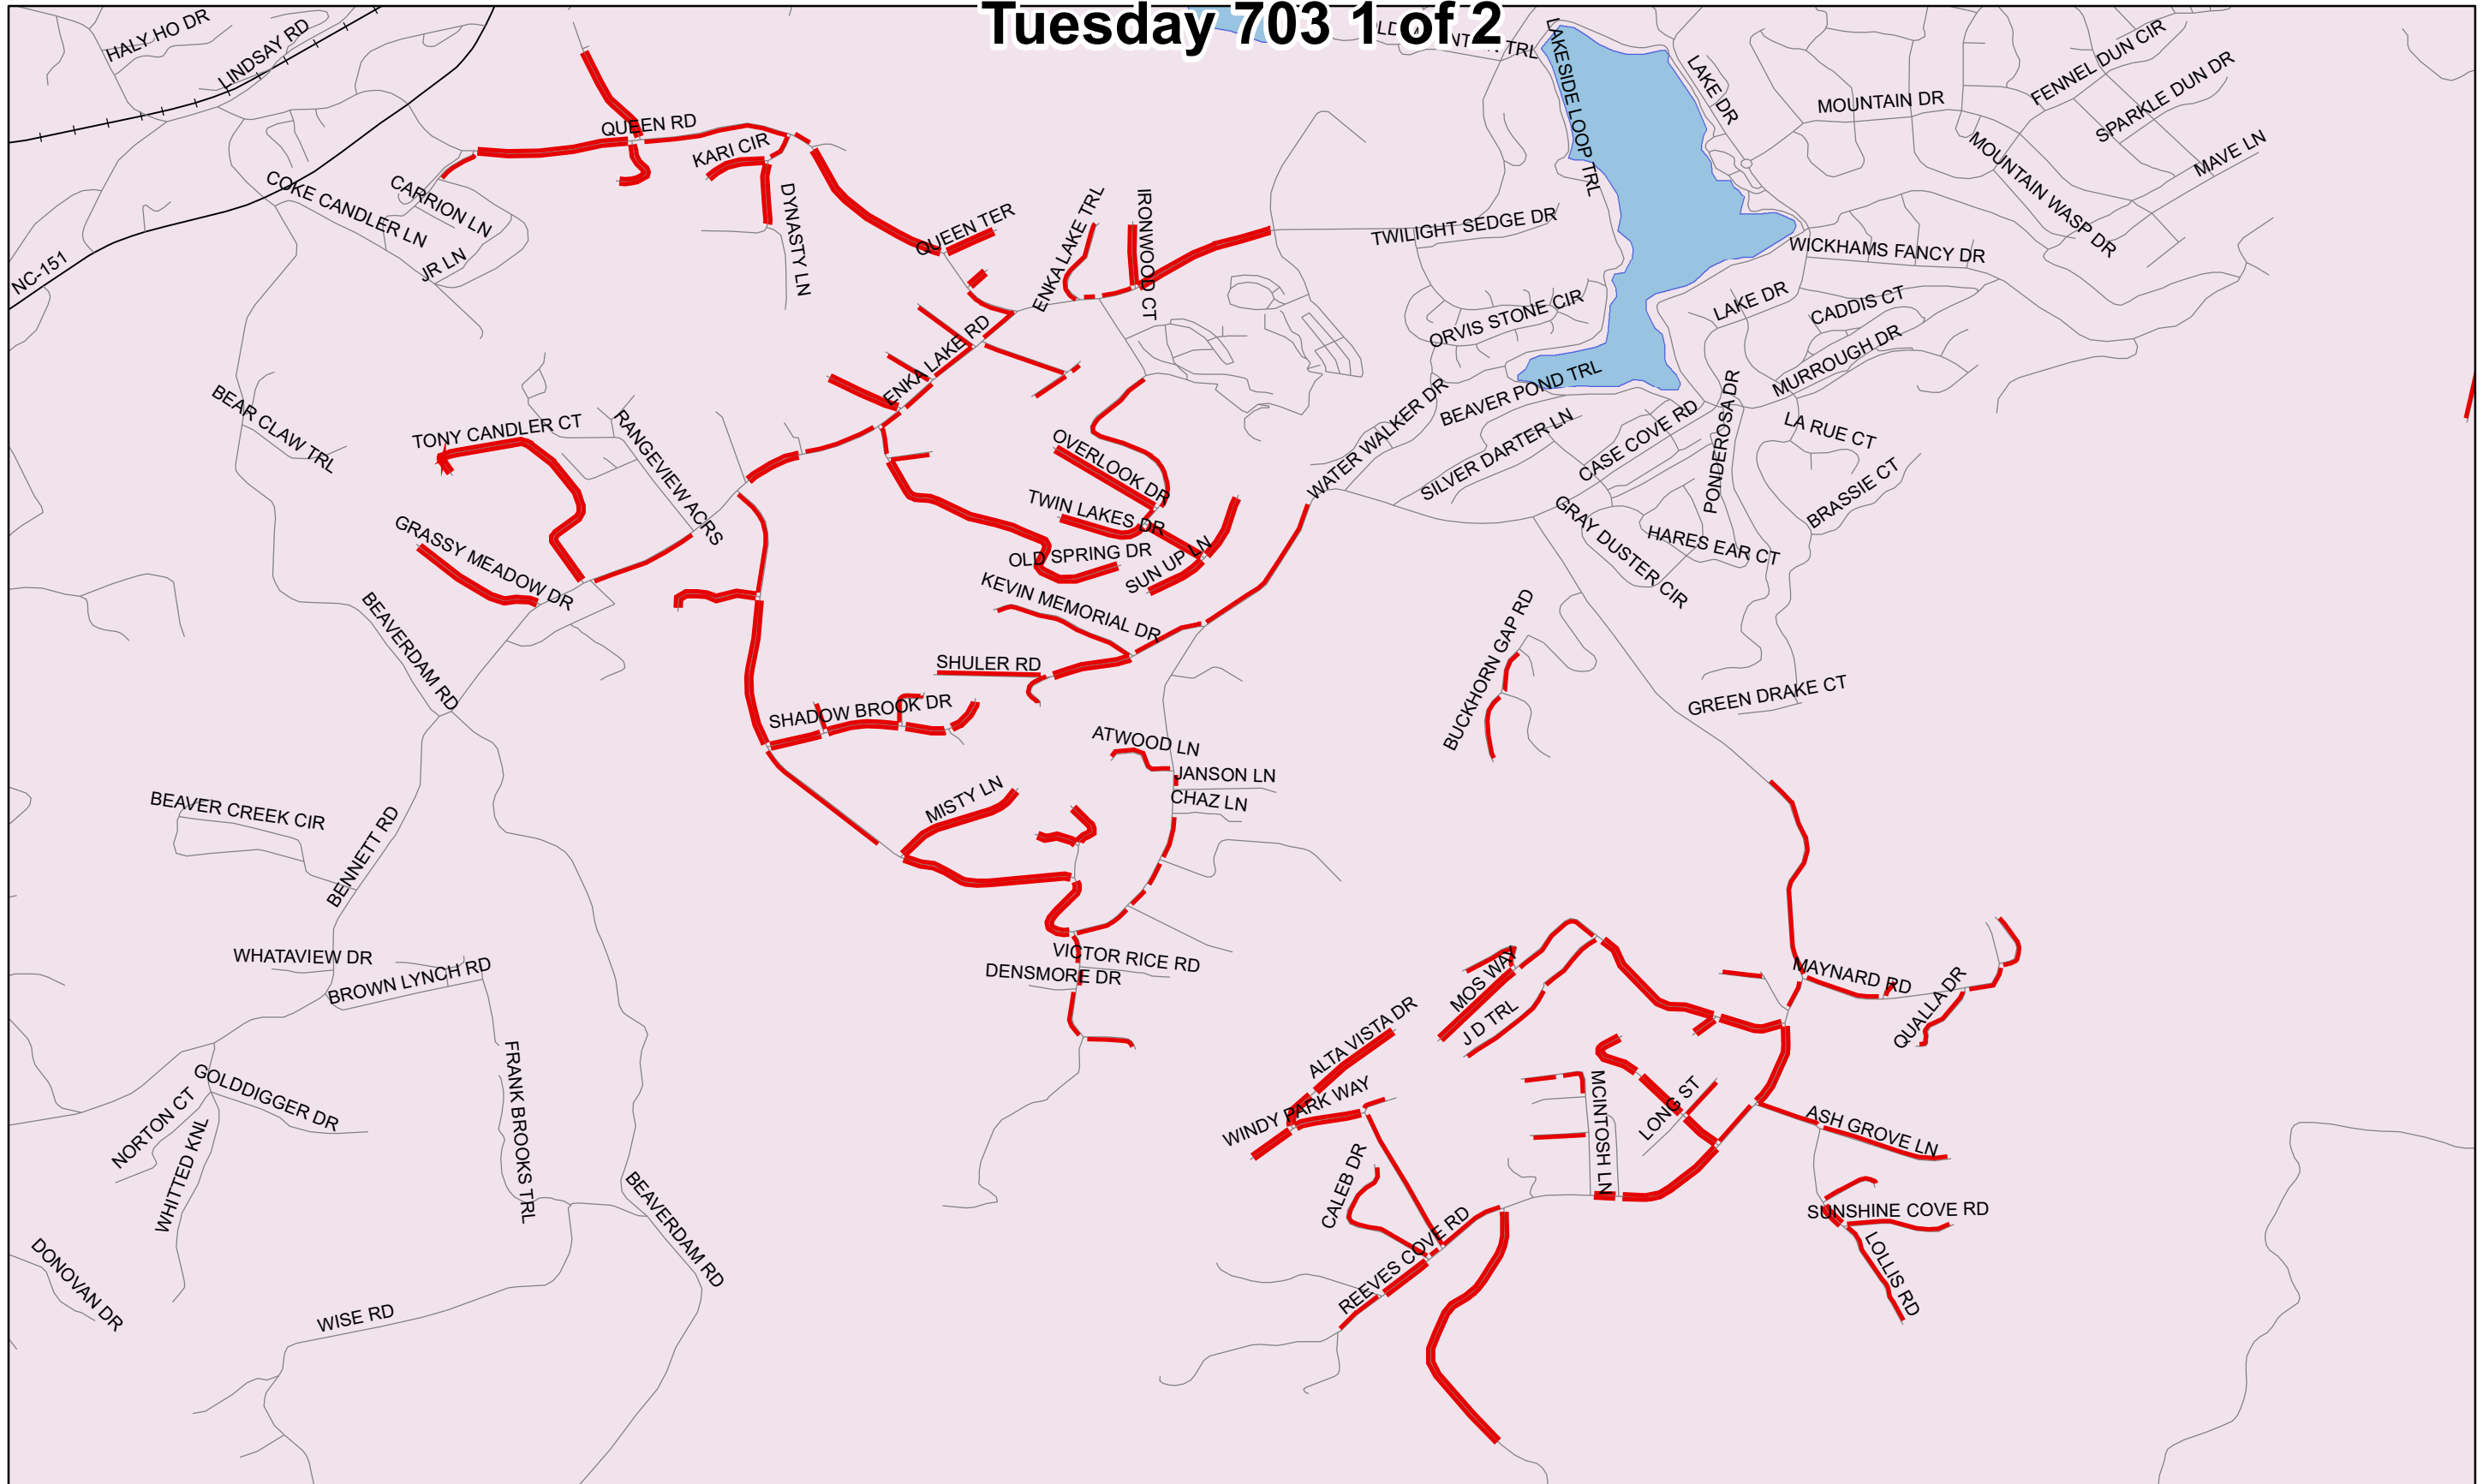 Tuesday 703 1 of 2
HALY HO DR
LINDSAY RD
NC-151
QUEEN RD
KARI CIR
DYNASTY LN
COKE CANDLER LN
CARRION LN
JR LN
QUEEN TER
ENKA LAKE TRL
IRONWOOD CT
ENKA LAKE RD
LAKESIDE LOOP TRL
LAKE DR
MOUNTAIN DR
FENNEL DUN CIR
SPARKLE DUN DR
MAVE LN
MOUNTAIN WASP DR
TWILIGHT SEDGE DR
WICKHAMS FANCY DR
ORVIS STONE CIR
LAKE DR
CADDIS CT
MURROUGH DR
BEAVER POND TRL
WATER WALKER DR
SILVER DARTER LN
CASE COVE RD
PONDEROSA DR
LA RUE CT
BRASSIE CT
GRAY DUSTER CIR
HARES EAR CT
BEAR CLAW TRL
TONY CANDLER CT
RANGEVIEW ACRS
GRASSY MEADOW DR
OVERLOOK DR
TWIN LAKES DR
OLD SPRING DR
SUN UP LN
KEVIN MEMORIAL DR
BEAVERDAM RD
SHULER RD
BUCKHORN GAP RD
GREEN DRAKE CT
SHADOW BROOK DR
ATWOOD LN
JANSON LN
CHAZ LN
MISTY LN
BEAVER CREEK CIR
BENNETT RD
WHATAVIEW DR
BROWN LYNCH RD
VICTOR RICE RD
DENSMORE DR
MOS WAY
J D TRL
MAYNARD RD
QUALLA DR
ALTA VISTA DR
WINDY PARK WAY
FRANK BROOKS TRL
GOLDDIGGER DR
NORTON CT
WHITTED KNL
MCINTOSH LN
LONG ST
ASH GROVE LN
CALEB DR
REEVES COVE RD
SUNSHINE COVE RD
LOLLIS RD
BEAVERDAM RD
DONOVAN DR
WISE RD